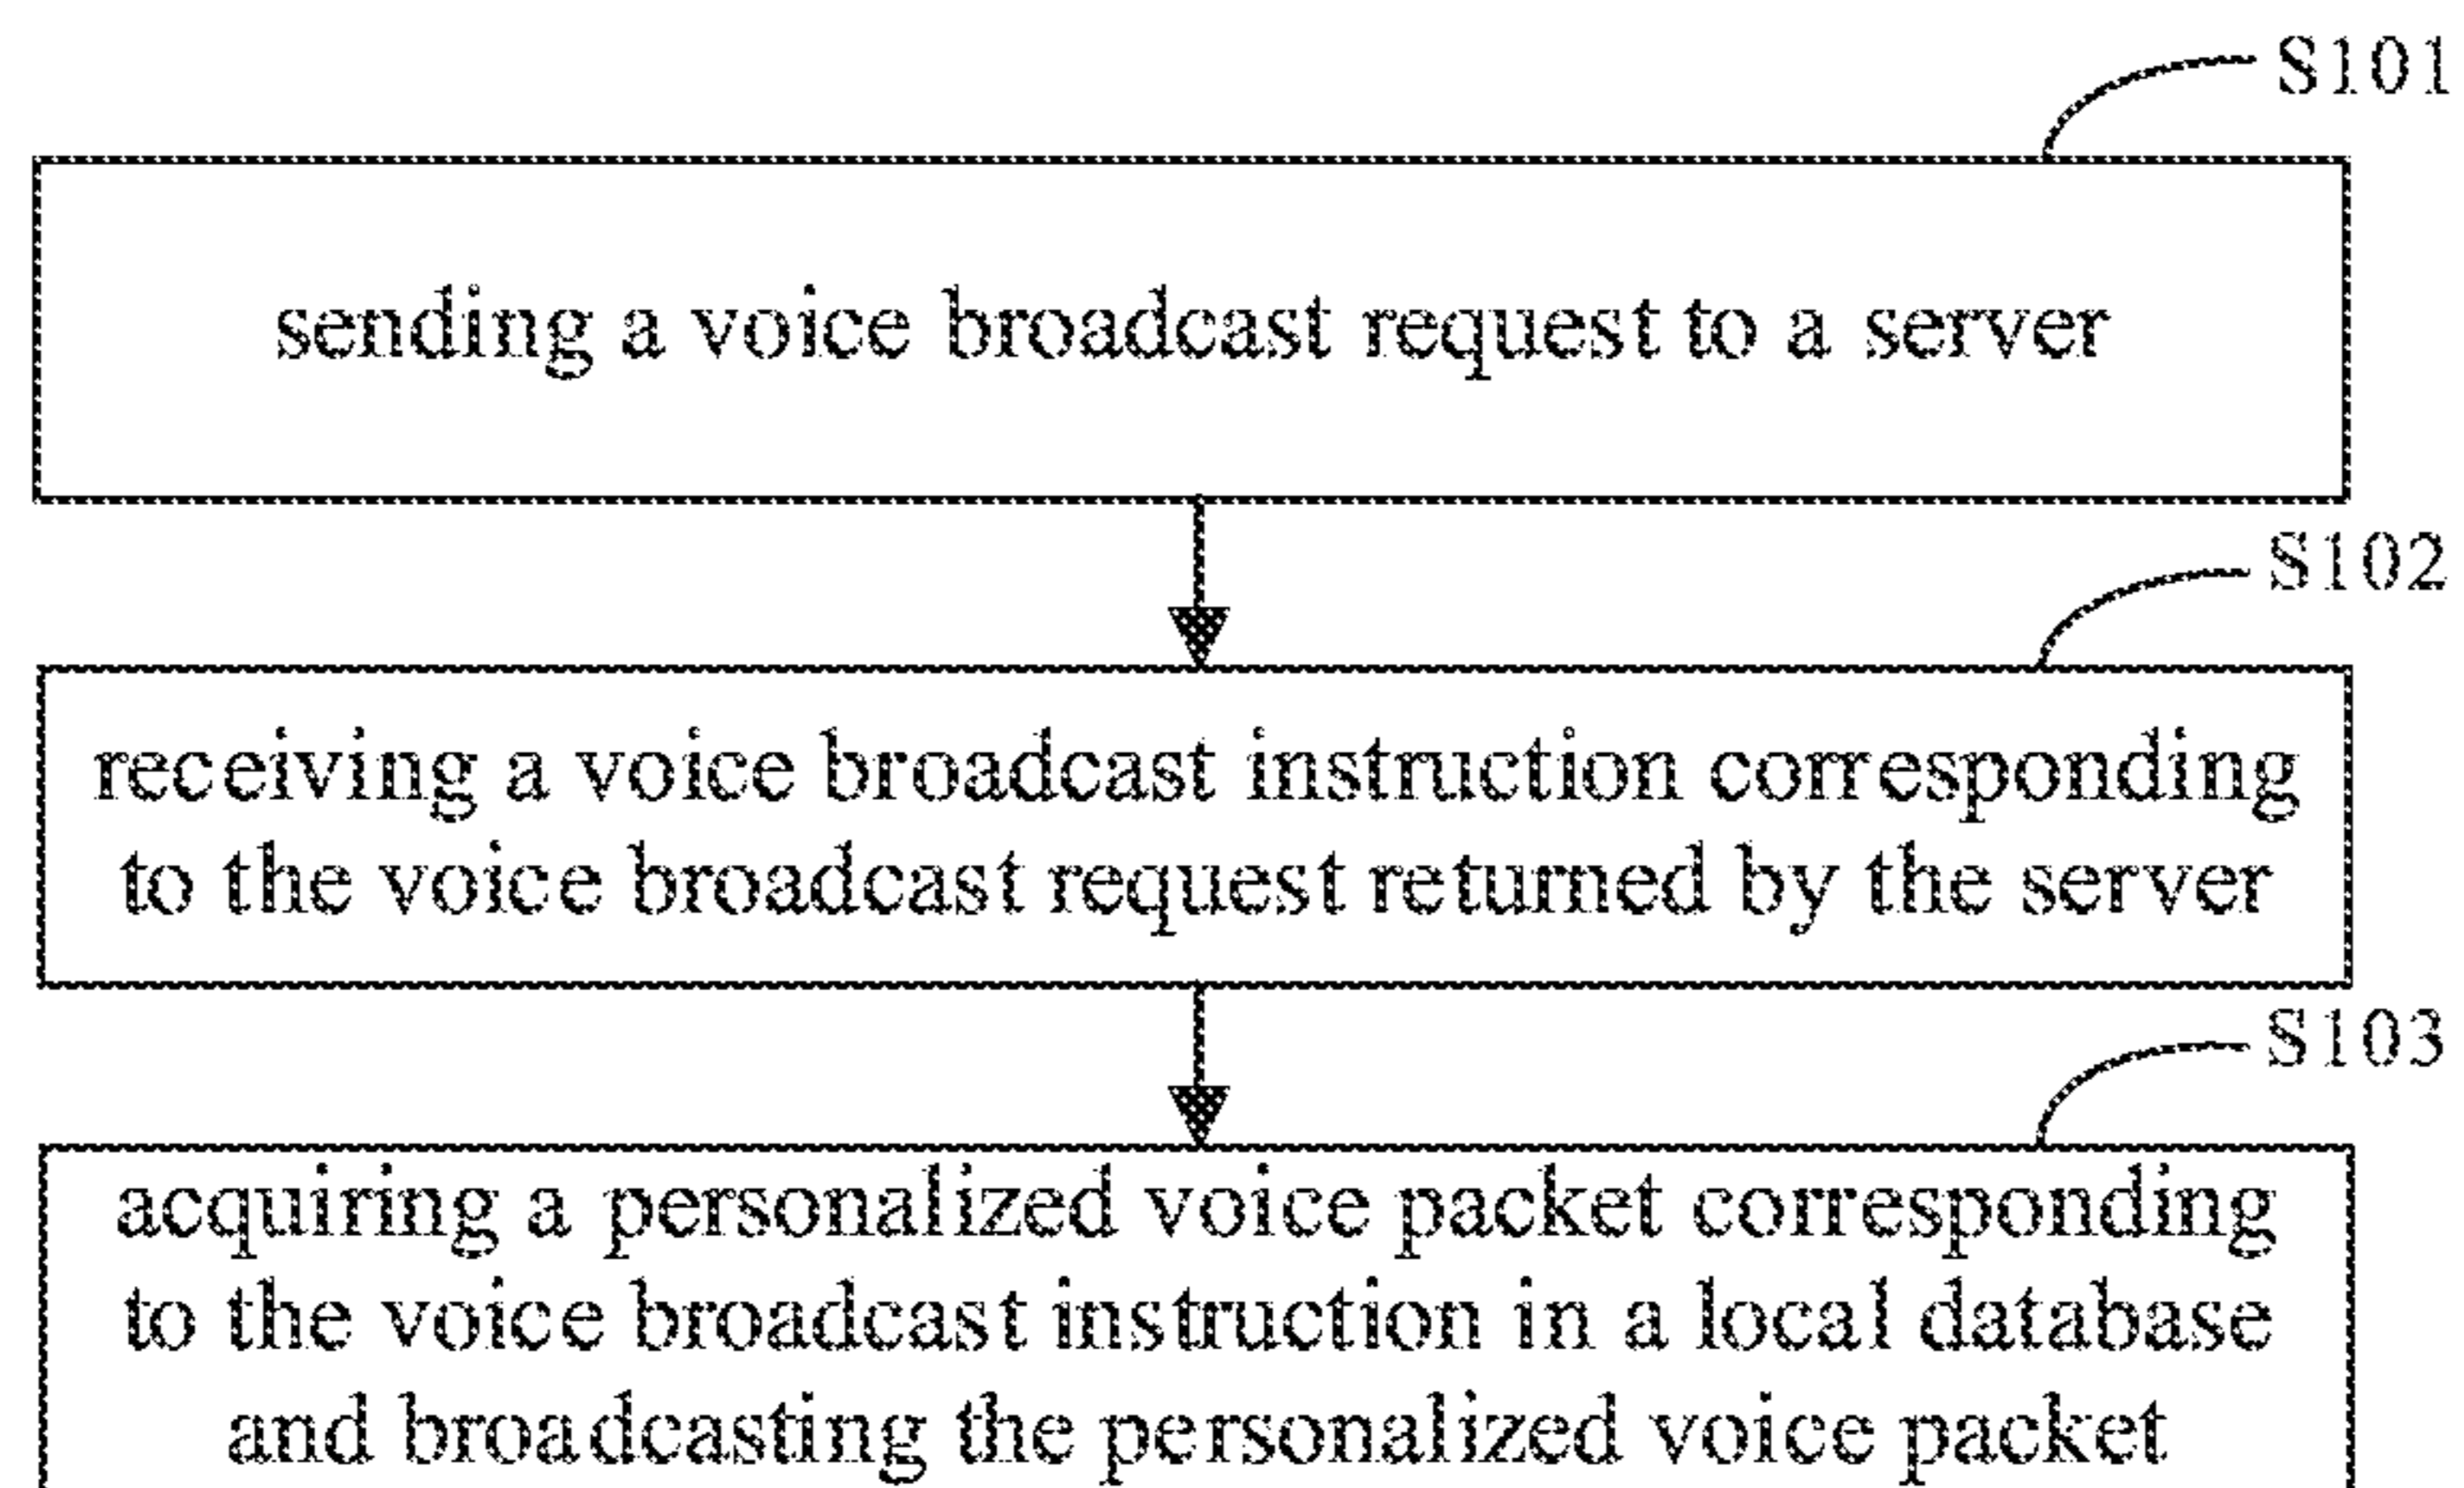 S101
sending a voice broadcast request to a server
S102
receiving a voice broadcast instruction corresponding
to the voice broadcast request returned by the server
S103
acquiring a personalized voice packet corresponding
to the voice broadcast instruction in a local database
and broadcasting the personalized voice packet